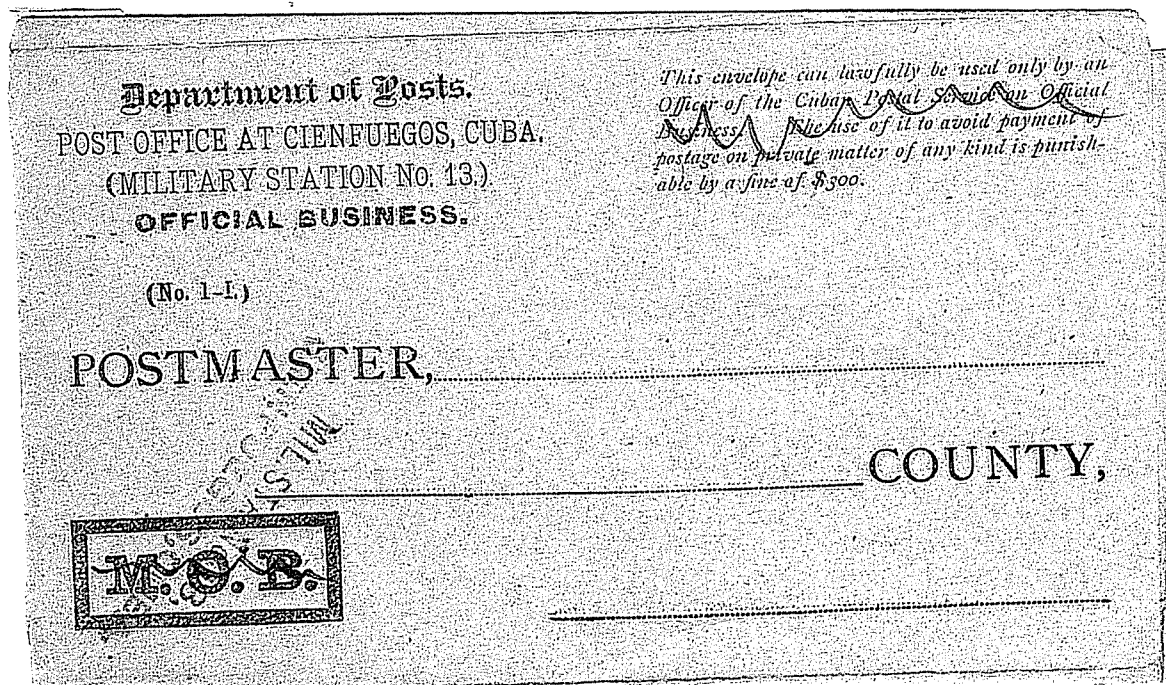 Department of Posts.
POST OFFICE AT CIENFUEGOS, CUBA.
(MILITARY STATION No. 13.)
OFFICIAL BUSINESS.
(No. 1-I.)
This envelope can lawfully be used only by an
Officer of the Cuban Postal Service on Official
Business. The use of it to avoid payment of
postage on private matter of any kind is punish-
able by a fine of $300.
POSTMASTER,
COUNTY,
MIL. STA.
M. O. B.